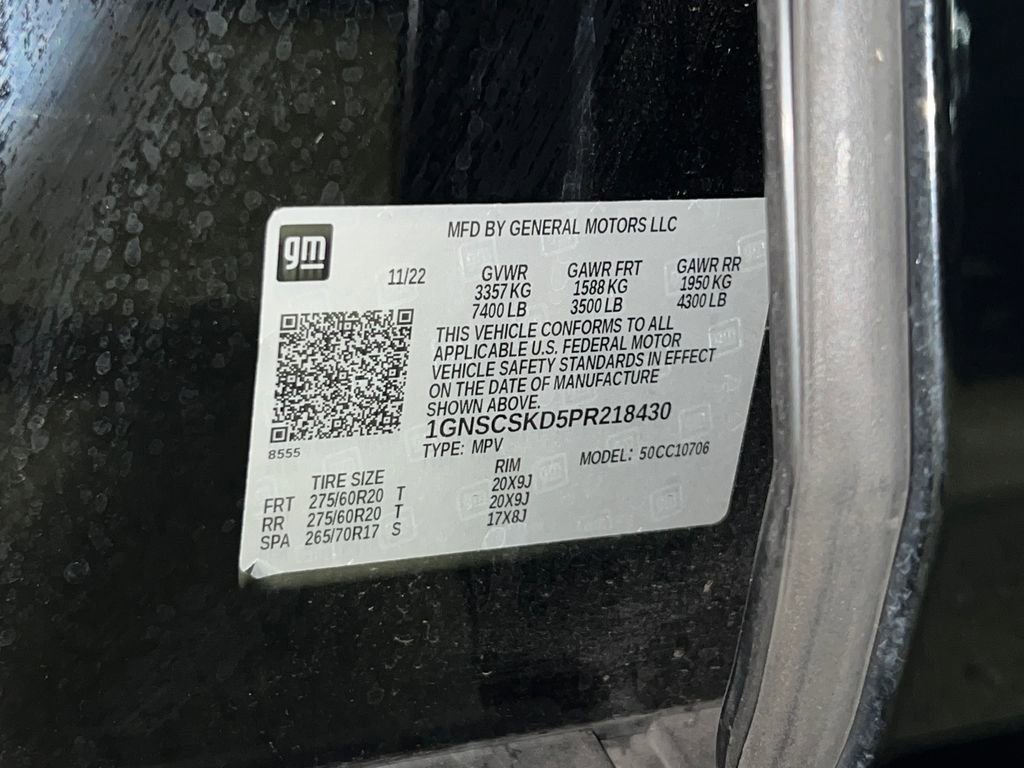 gm
MFD BY GENERAL MOTORS LLC
11/22 GVWR GAWR FRT GAWR RR
3357 KG 1588 KG 1950 KG
7400 LB 3500 LB 4300 LB
THIS VEHICLE CONFORMS TO ALL
APPLICABLE U.S. FEDERAL MOTOR
VEHICLE SAFETY STANDARDS IN EFFECT
ON THE DATE OF MANUFACTURE
SHOWN ABOVE.
1GNSCSKD5PR218430
8555
TYPE: MPV MODEL: 50CC10706
TIRE SIZE RIM
FRT 275/60R20 T 20X9J
RR 275/60R20 T 20X9J
SPA 265/70R17 S 17X8J